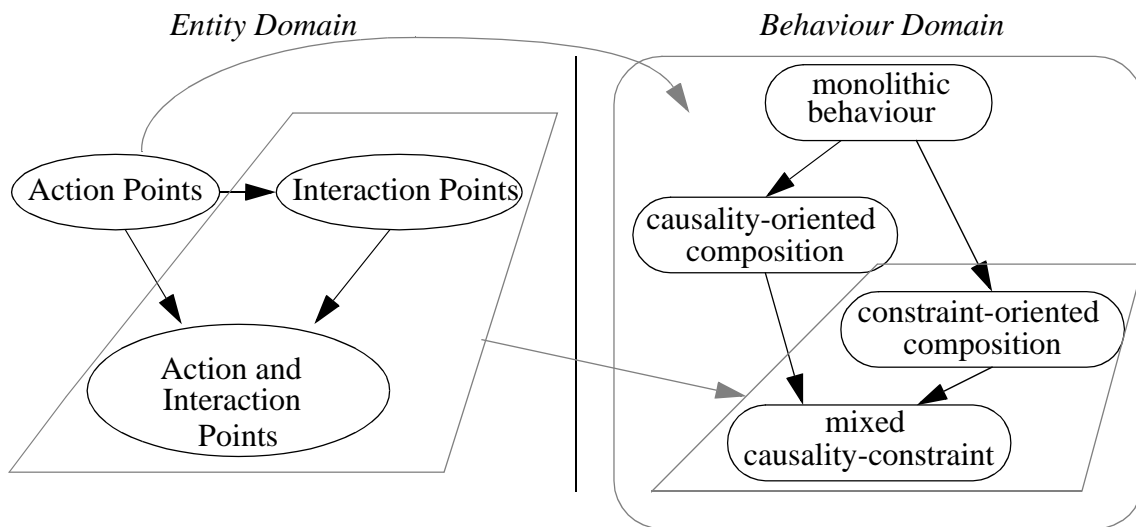 Entity Domain
Behaviour Domain
Action Points
Interaction Points
Action and
Interaction
Points
monolithic
behaviour
causality-oriented
composition
constraint-oriented
composition
mixed
causality-constraint